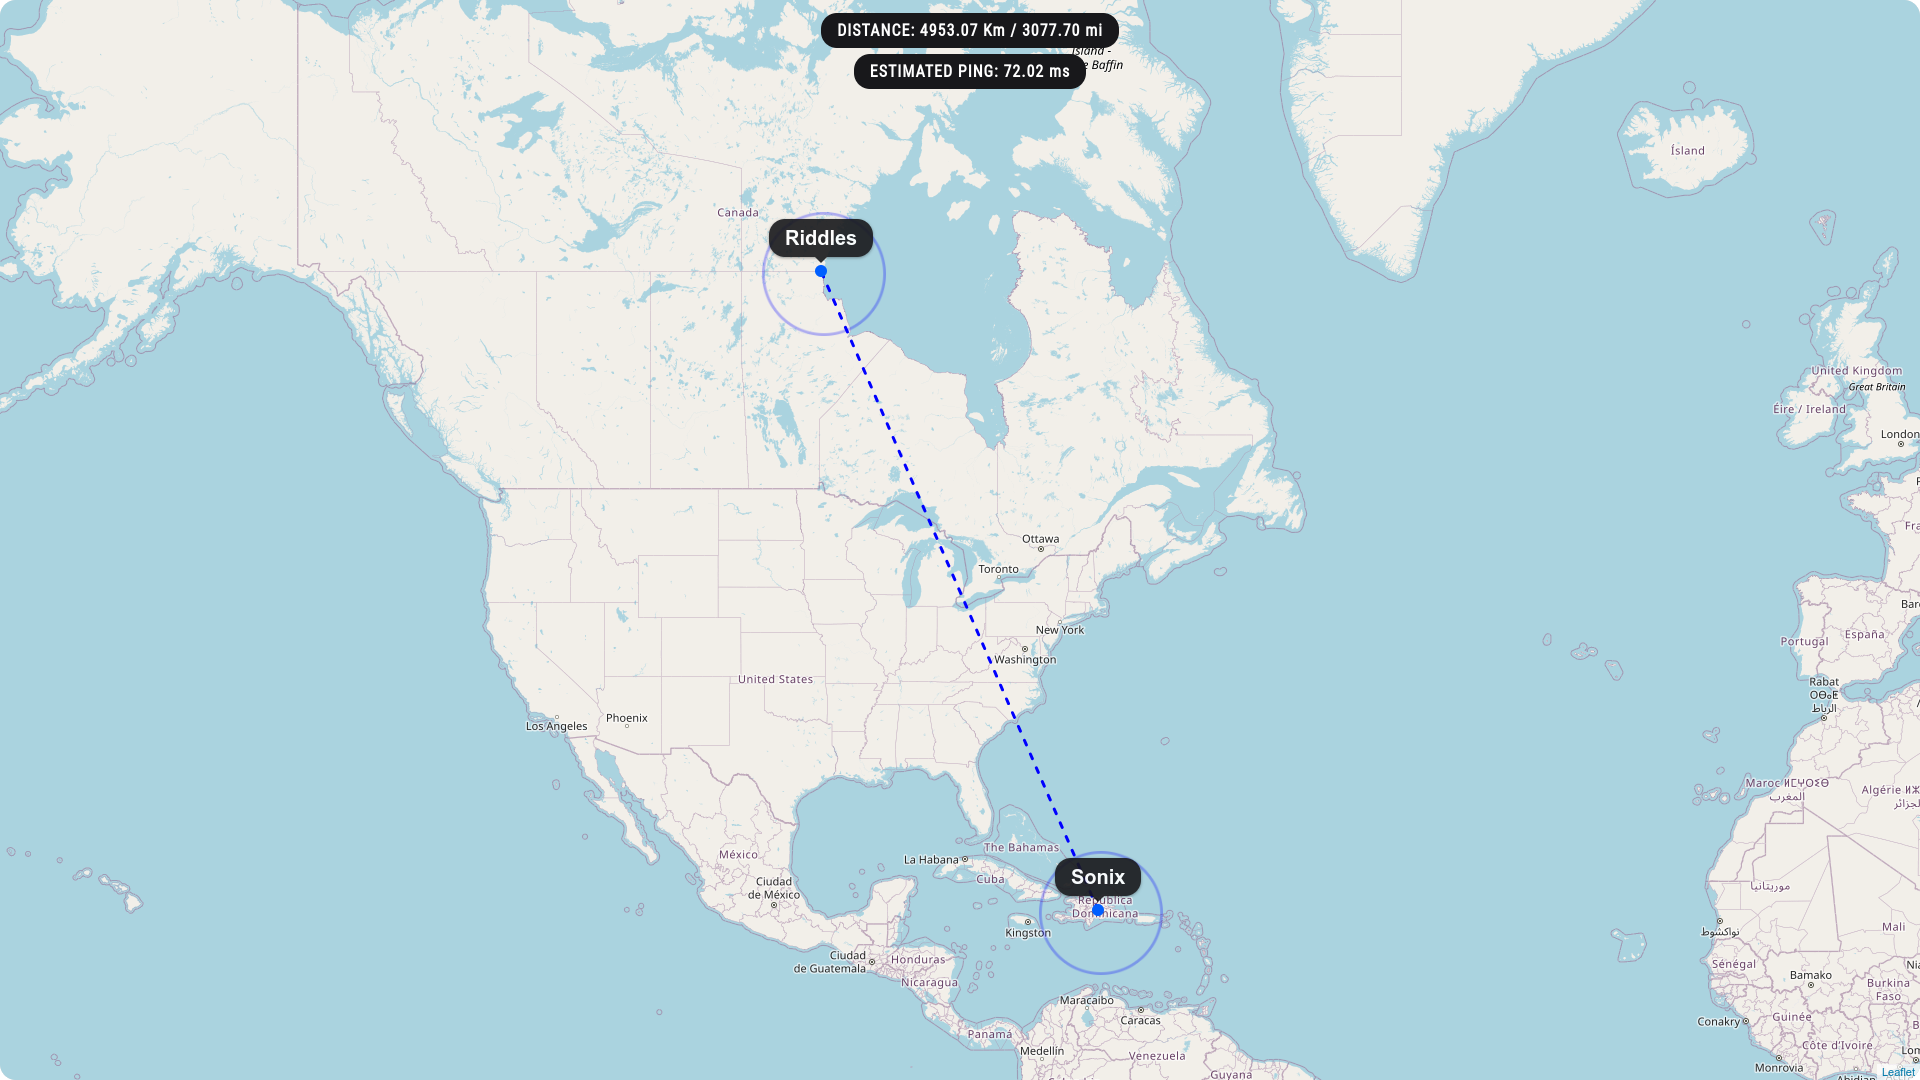 DISTANCE: 4953.07 Km / 3077.70 mi
Island -
Baffin
ESTIMATED PING: 72.02 ms
Ísland
Canada
Riddles
United Kingdom
Great Britain
Éire / Ireland
London
Ottawa
Toronto
New York
Washington
United States
Los Angeles
Phoenix
Portugal
España
Rabat
ⵔⴱⴰⵟ
الرباط
Maroc ⵍⵎⵖⵔⵉⴱ
المغرب
Algérie
الجزائر
The Bahamas
La Habana
Cuba
México
Ciudad
de México
Sonix
República
Dominicana
Kingston
موريتانيا
نواكشوط
Mali
Ciudad
de Guatemala
Honduras
Nicaragua
Sénégal
Bamako
Burkina
Faso
Maracaibo
Caracas
Conakry
Guinée
Panamá
Medellín
Venezuela
Côte d'Ivoire
Monrovia
Guyana
Leaflet